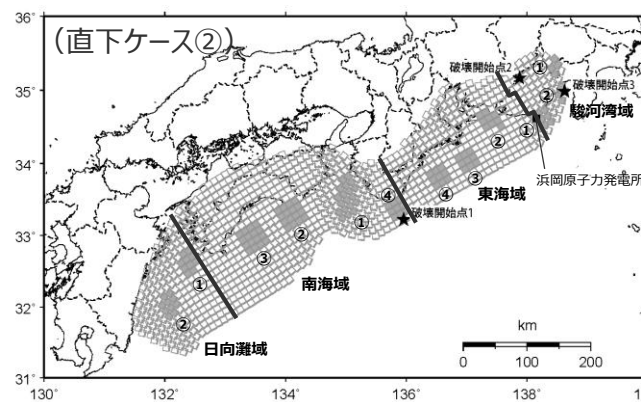 36°
（直下ケース②）
破壊開始点2
①
破壊開始点3
35°
②
駿河湾域
②
①
浜岡原子力発電所
34°
④
④
③
東海域
33°
②
①
破壊開始点1
③
①
南海域
32°
②
日向灘域
km
31°
0
100
200
130°
132°
134°
136°
138°